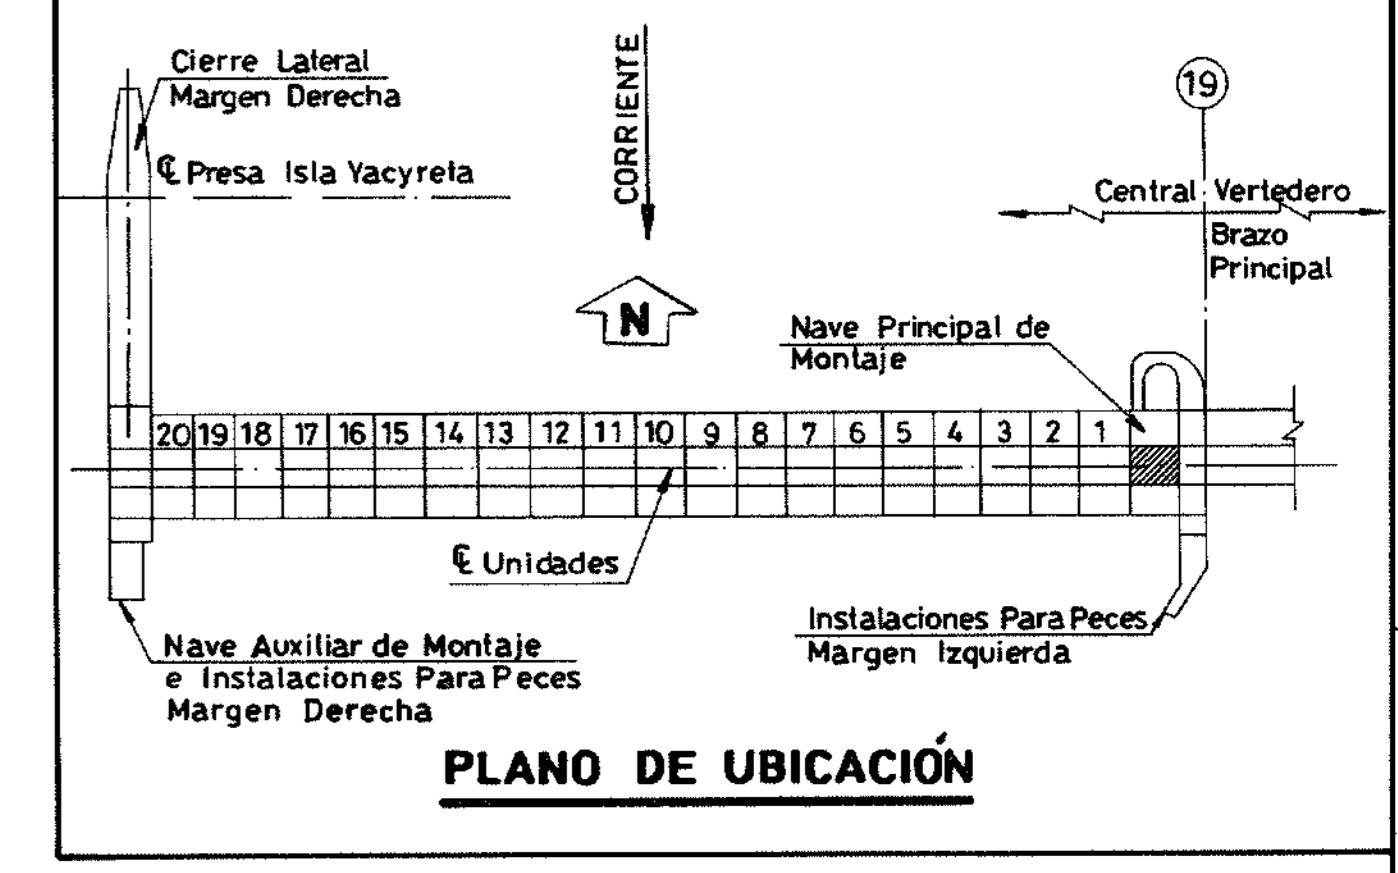 Cierre Lateral
Margen Derecha
CORRIENTE
19
℄ Presa Isla Yacyreta
Central Vertedero
Brazo
Principal
N
Nave Principal de
Montaje
20 19 18 17 16 15 14 13 12 11 10 9 8 7 6 5 4 3 2 1
℄ Unidades
Instalaciones Para Peces
Margen Izquierda
Nave Auxiliar de Montaje
e Instalaciones Para Peces
Margen Derecha
PLANO DE UBICACIÓN